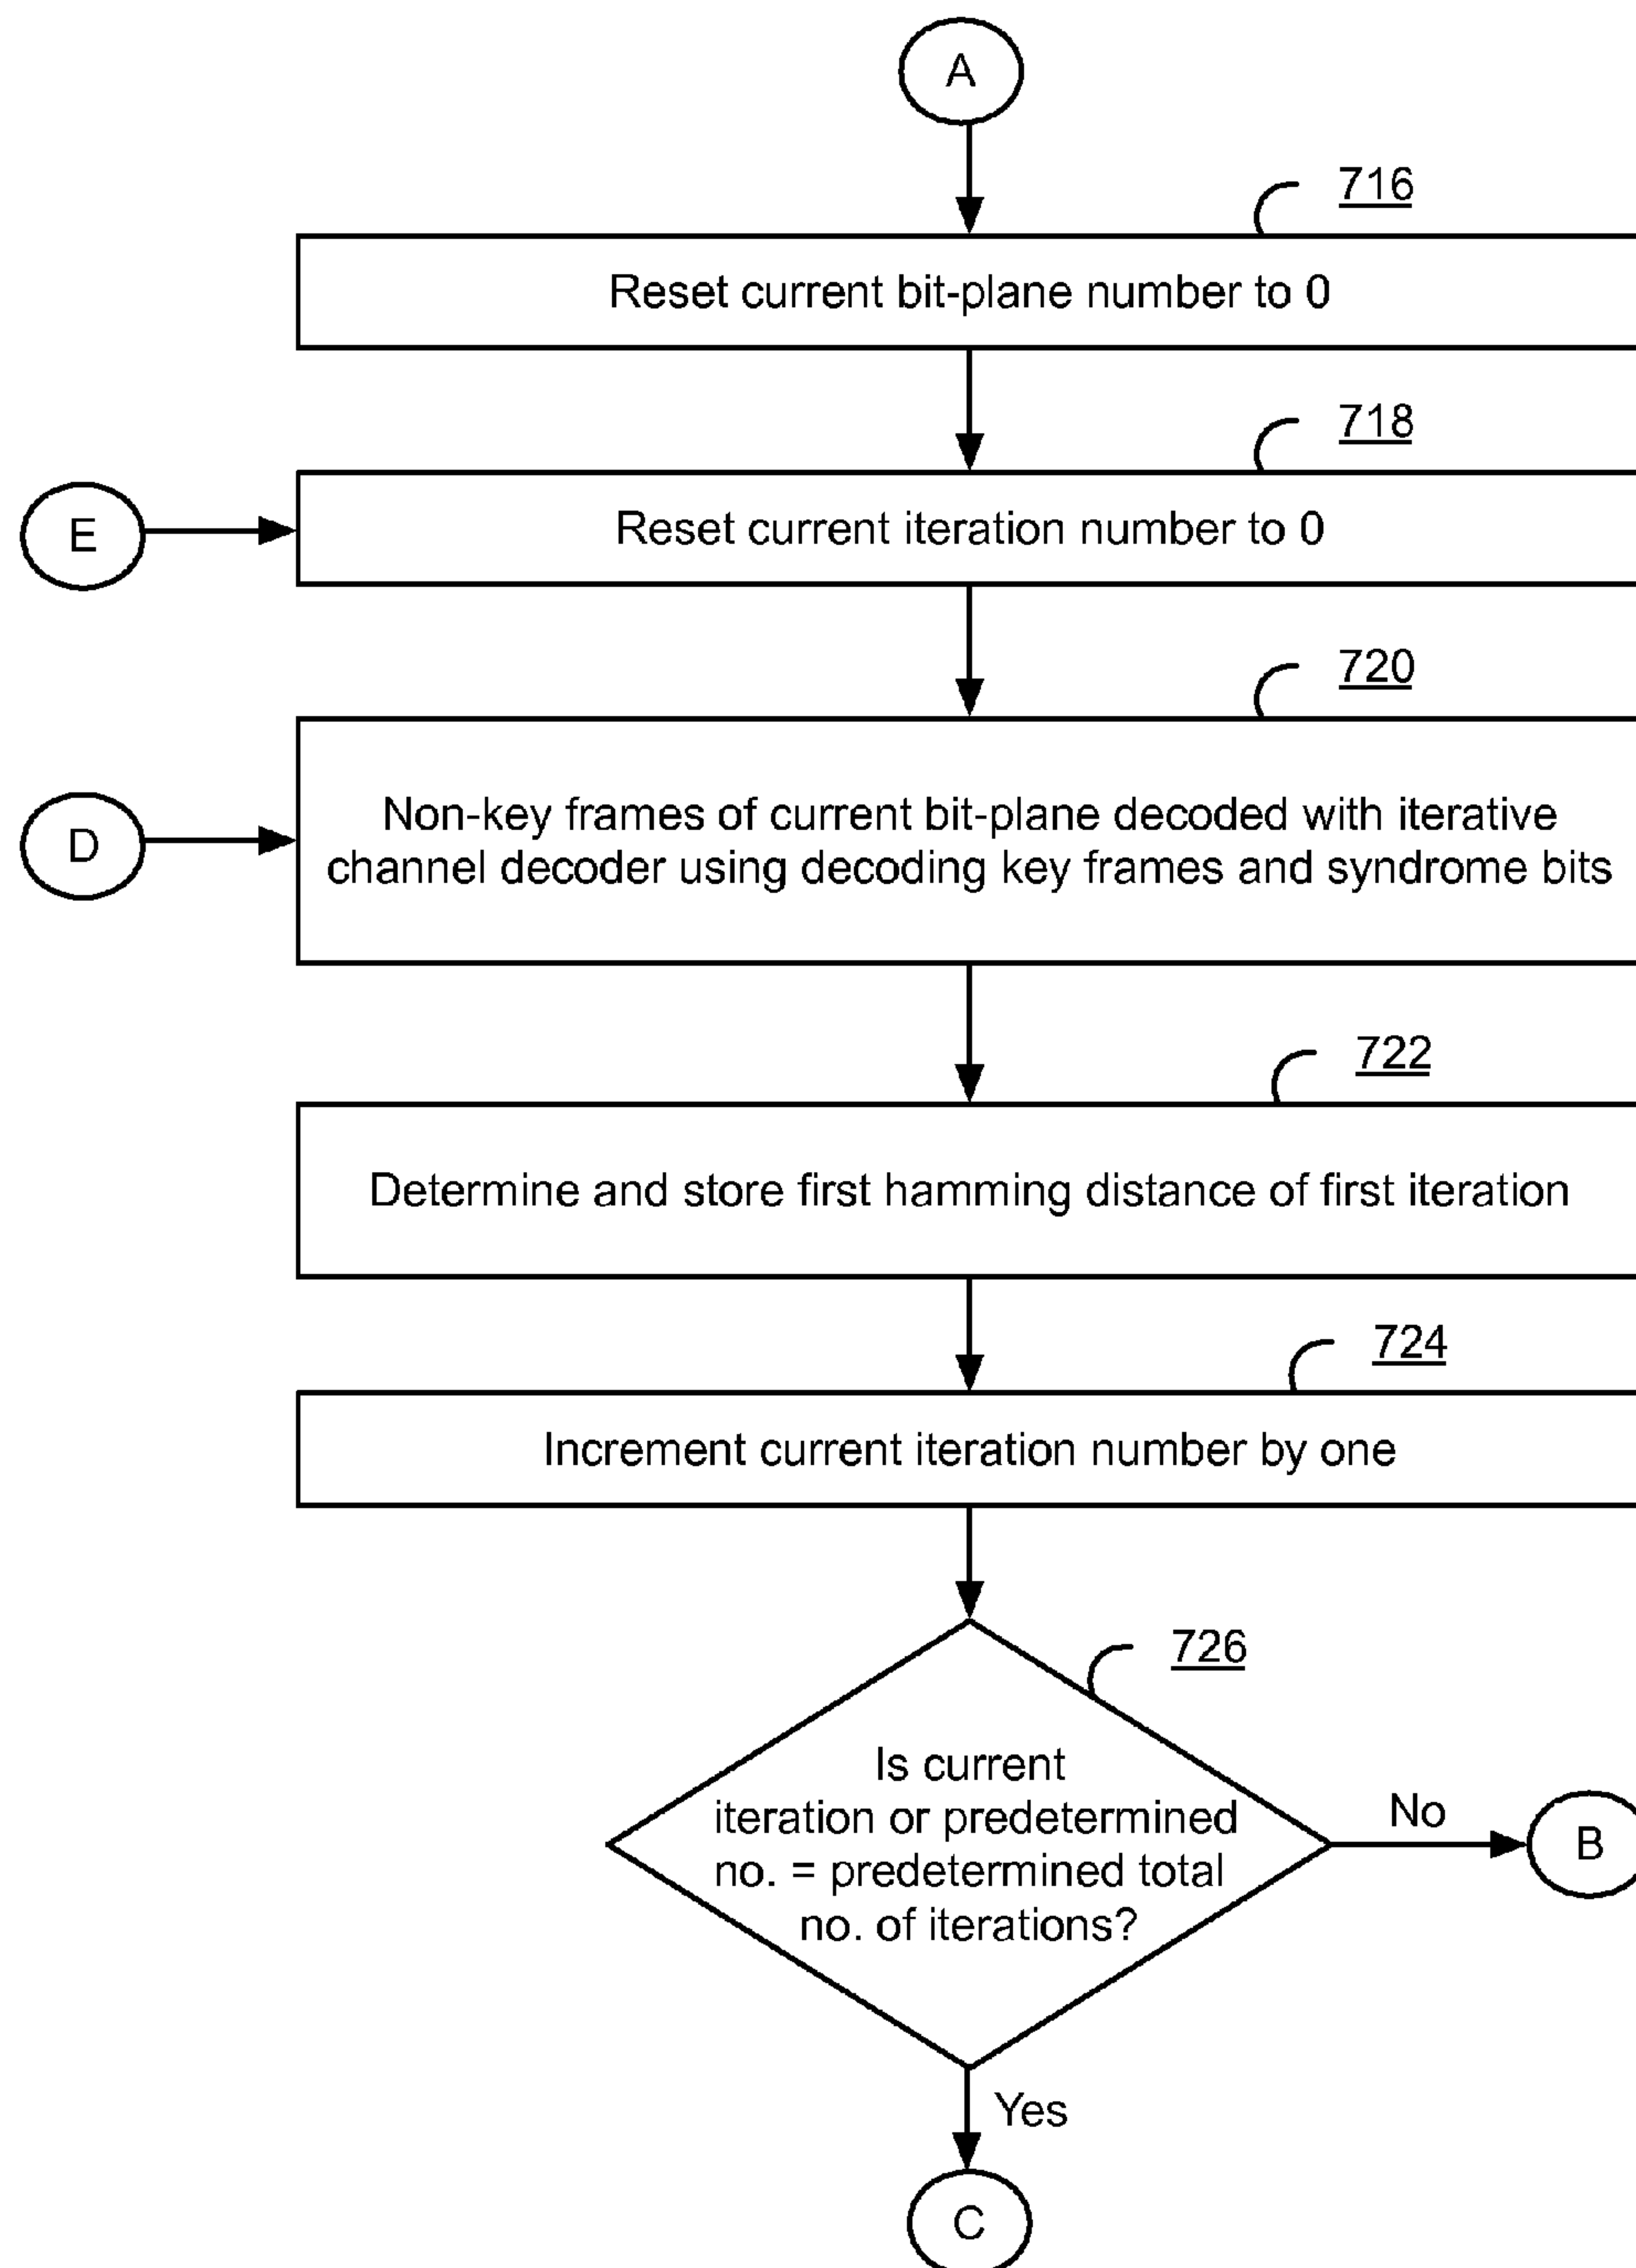 A
716
Reset current bit-plane number to 0
718
E
Reset current iteration number to 0
720
D
Non-key frames of current bit-plane decoded with iterative
channel decoder using decoding key frames and syndrome bits
722
Determine and store first hamming distance of first iteration
724
Increment current iteration number by one
726
Is current
iteration or predetermined
no. = predetermined total
no. of iterations?
No
B
Yes
C